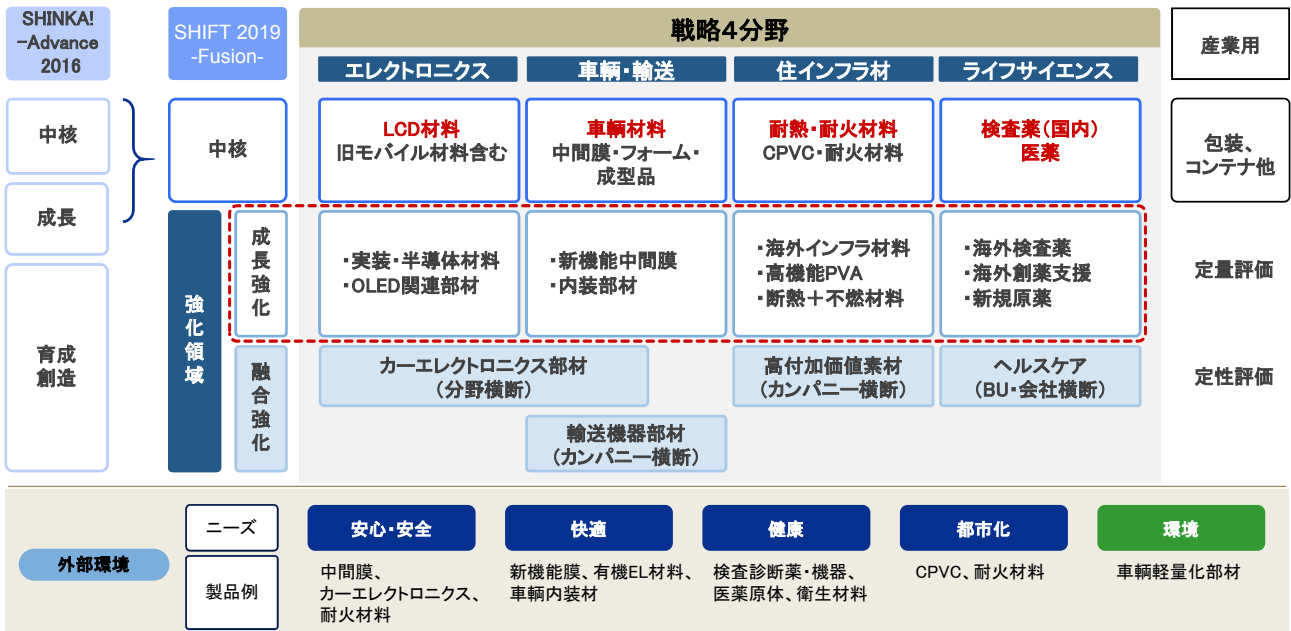 SHINKA!
-Advance
2016
SHIFT 2019
-Fusion-
戦略4分野
産業用
エレクトロニクス
車輌・輸送
住インフラ材
ライフサイエンス
中核
成長
育成
創造
中核
LCD材料
旧モバイル材料含む
車輌材料
中間膜・フォーム・
成型品
耐熱・耐火材料
CPVC・耐火材料
検査薬(国内)
医薬
包装、
コンテナ他
強化領域
成長強化
・実装・半導体材料
・OLED関連部材
・新機能中間膜
・内装部材
・海外インフラ材料
・高機能PVA
・断熱+不燃材料
・海外検査薬
・海外創薬支援
・新規原薬
定量評価
融合強化
カーエレクトロニクス部材
(分野横断)
高付加価値素材
(カンパニー横断)
ヘルスケア
(BU・会社横断)
定性評価
輸送機器部材
(カンパニー横断)
外部環境
ニーズ
安心・安全
快適
健康
都市化
環境
製品例
中間膜、
カーエレクトロニクス、
耐火材料
新機能膜、有機EL材料、
車輌内装材
検査診断薬・機器、
医薬原体、衛生材料
CPVC、耐火材料
車輌軽量化部材